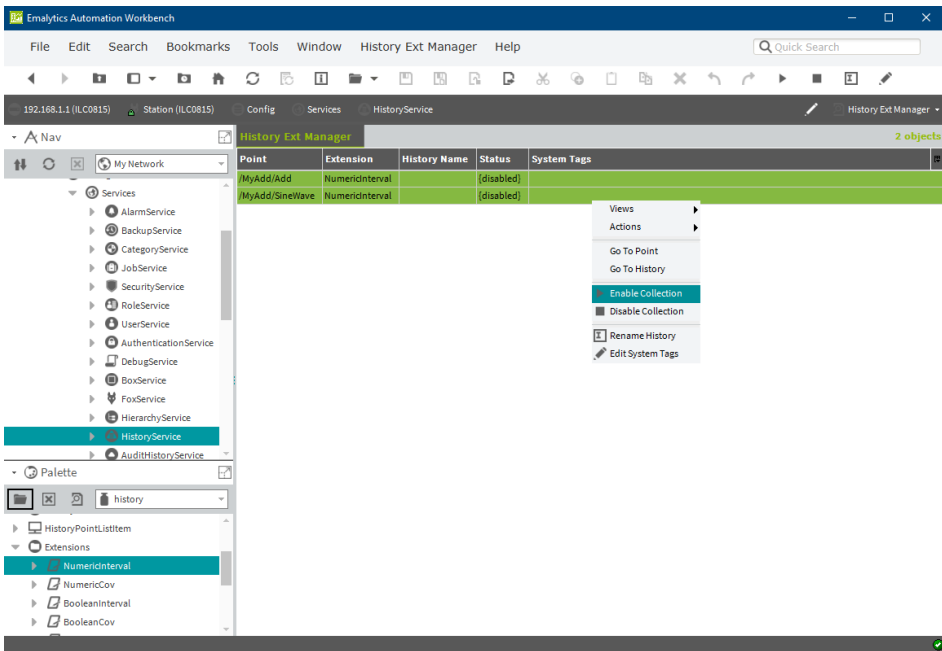 Emalytics Automation Workbench
File Edit Search Bookmarks Tools Window History Ext Manager Help
Quick Search
192.168.1.1 (ILC0815) Station (ILC0815) Config Services HistoryService History Ext Manager
Nav
My Network
Services
AlarmService
BackupService
CategoryService
JobService
SecurityService
RoleService
UserService
AuthenticationService
DebugService
BoxService
FoxService
HierarchyService
HistoryService
AuditHistoryService
Palette
history
HistoryPointListItem
Extensions
NumericInterval
NumericCov
BooleanInterval
BooleanCov
History Ext Manager 2 objects
Point Extension History Name Status System Tags
/MyAdd/Add NumericInterval {disabled}
/MyAdd/SineWave NumericInterval {disabled}
Views
Actions
Go To Point
Go To History
Enable Collection
Disable Collection
Rename History
Edit System Tags